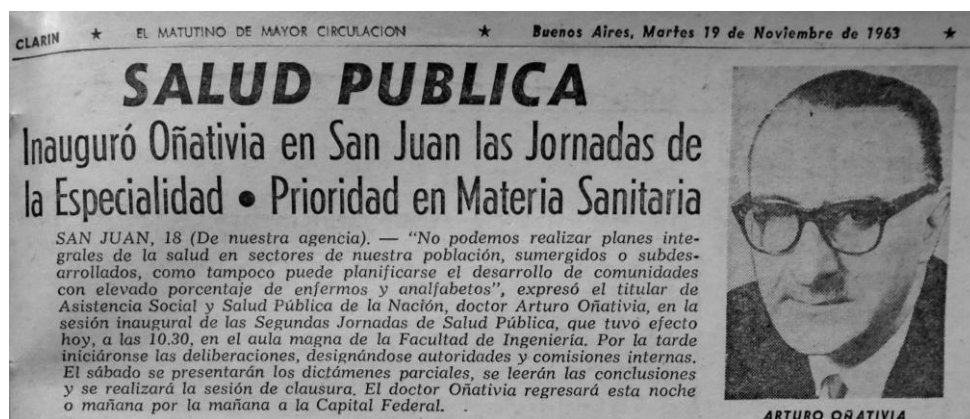 CLARIN ★ EL MATUTINO DE MAYOR CIRCULACION ★ Buenos Aires, Martes 19 de Noviembre de 1963 ★
SALUD PUBLICA
Inauguró Oñativia en San Juan las Jornadas de
la Especialidad ● Prioridad en Materia Sanitaria
SAN JUAN, 18 (De nuestra agencia). — "No podemos realizar planes inte-
grales de la salud en sectores de nuestra población, sumergidos o subdes-
arrollados, como tampoco puede planificarse el desarrollo de comunidades
con elevado porcentaje de enfermos y analfabetos", expresó el titular de
Asistencia Social y Salud Pública de la Nación, doctor Arturo Oñativia, en la
sesión inaugural de las Segundas Jornadas de Salud Pública, que tuvo efecto
hoy, a las 10.30, en el aula magna de la Facultad de Ingeniería. Por la tarde
iniciáronse las deliberaciones, designándose autoridades y comisiones internas.
El sábado se presentarán los dictámenes parciales, se leerán las conclusiones
y se realizará la sesión de clausura. El doctor Oñativia regresará esta noche
o mañana por la mañana a la Capital Federal.
ARTURO OÑATIVIA